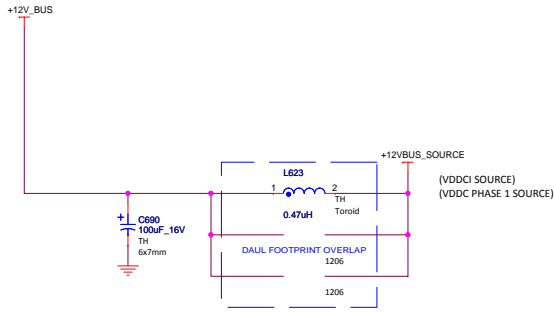 +12V_BUS
+12VBUS_SOURCE
L623
(VDDCI SOURCE)
1 2
TH
(VDDC PHASE 1 SOURCE)
Toroid
0.47uH
+
C690
100uF_16V
TH
6x7mm
DAUL FOOTPRINT OVERLAP
1206
1206